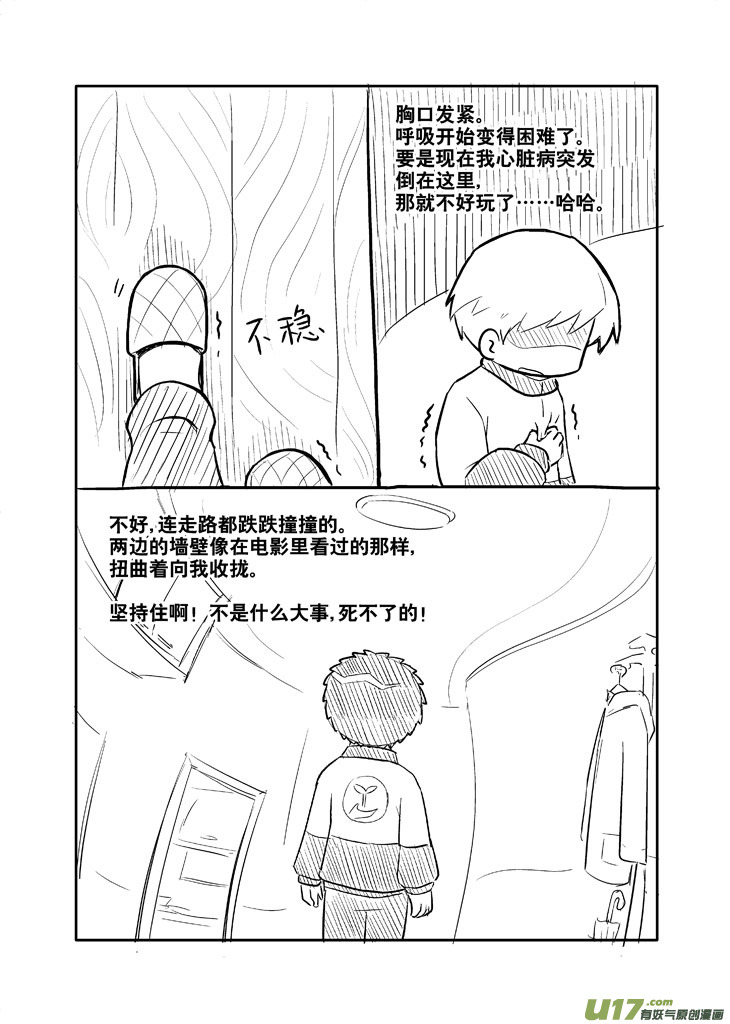 不稳
胸口发紧。
呼吸开始变得困难了。
要是现在我心脏病突发
倒在这里，
那就不好玩了……哈哈。
不好，连走路都跌跌撞撞的。
两边的墙壁像在电影里看过的那样，
扭曲着向我收拢。
坚持住啊！不是什么大事，死不了的！
U17.com
有妖气原创漫画